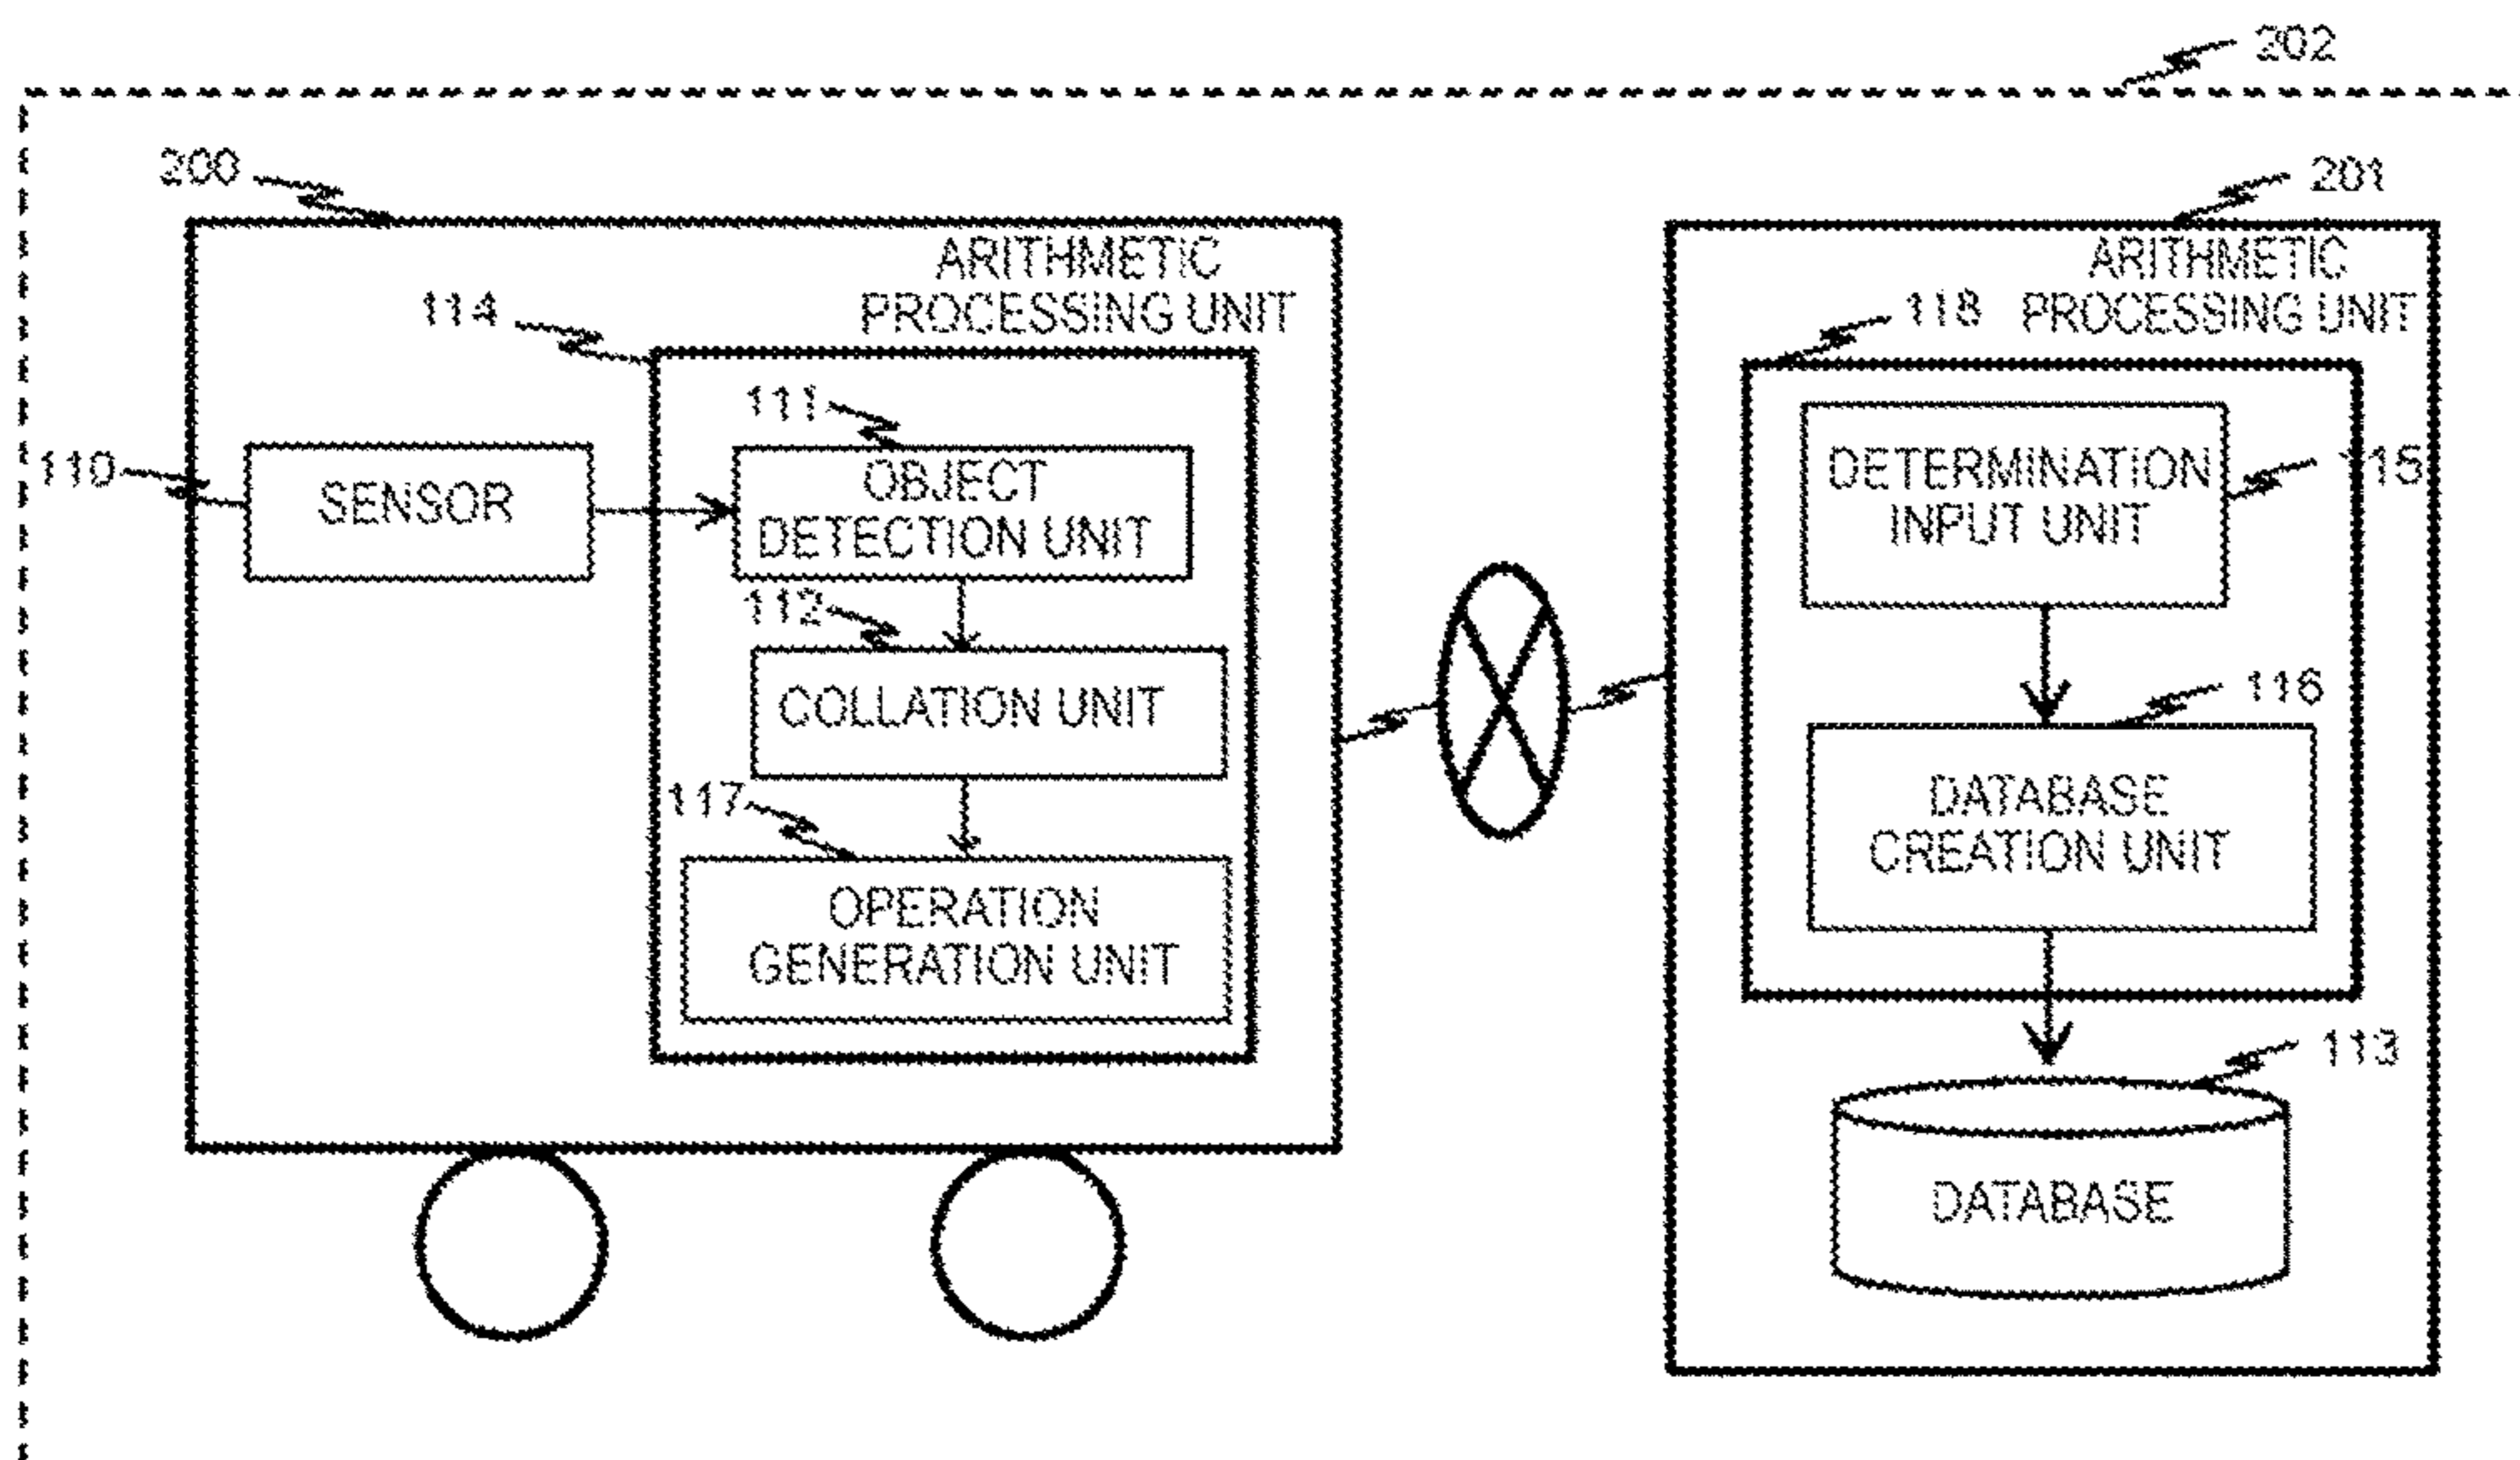 202
200
201
ARITHMETIC
PROCESSING UNIT
114
111
110
SENSOR
OBJECT
DETECTION UNIT
112
COLLATION UNIT
117
OPERATION
GENERATION UNIT
ARITHMETIC
118 PROCESSING UNIT
DETERMINATION
INPUT UNIT
115
116
DATABASE
CREATION UNIT
113
DATABASE